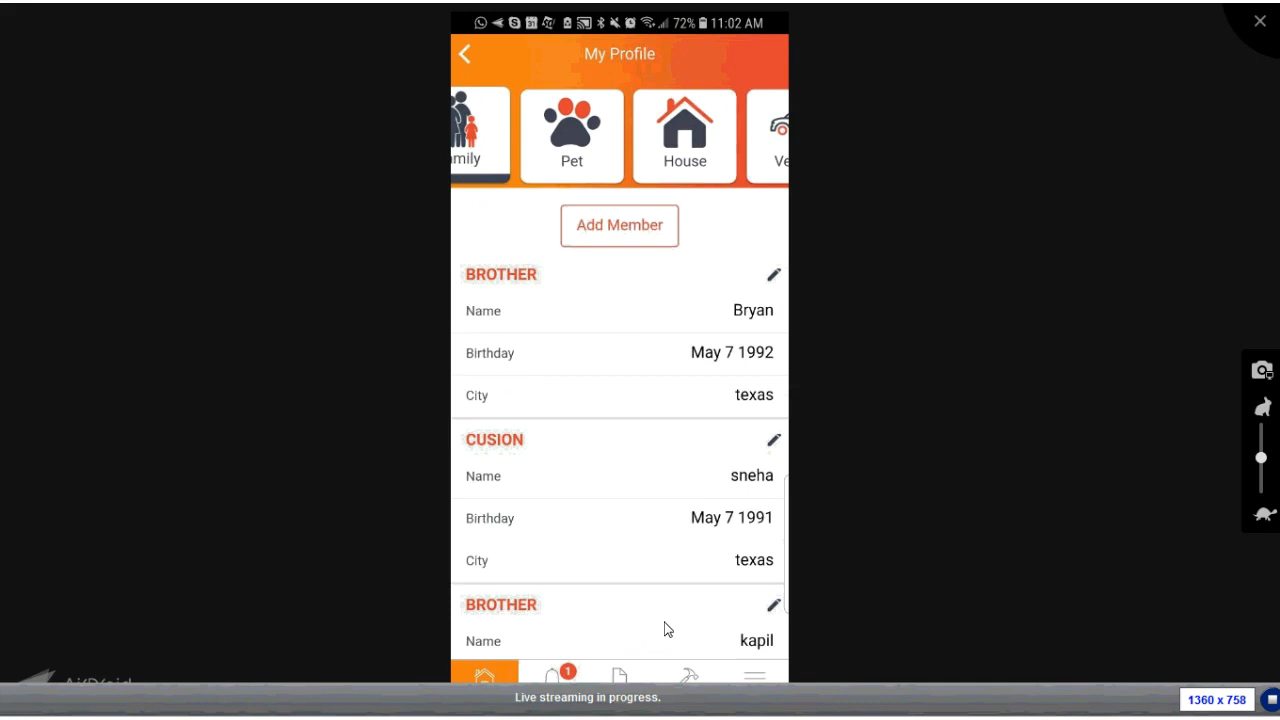 72% 11:02 AM
My Profile
mily
Pet
House
Ve
Add Member
BROTHER
Name Bryan
Birthday May 7 1992
City texas
CUSION
Name sneha
Birthday May 7 1991
City texas
BROTHER
Name kapil
1
AirDroid
Live streaming in progress.
1360 x 758